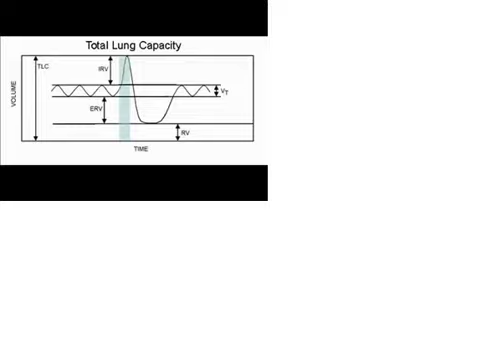 Total Lung Capacity
TLC
IRV
VT
ERV
RV
VOLUME
TIME